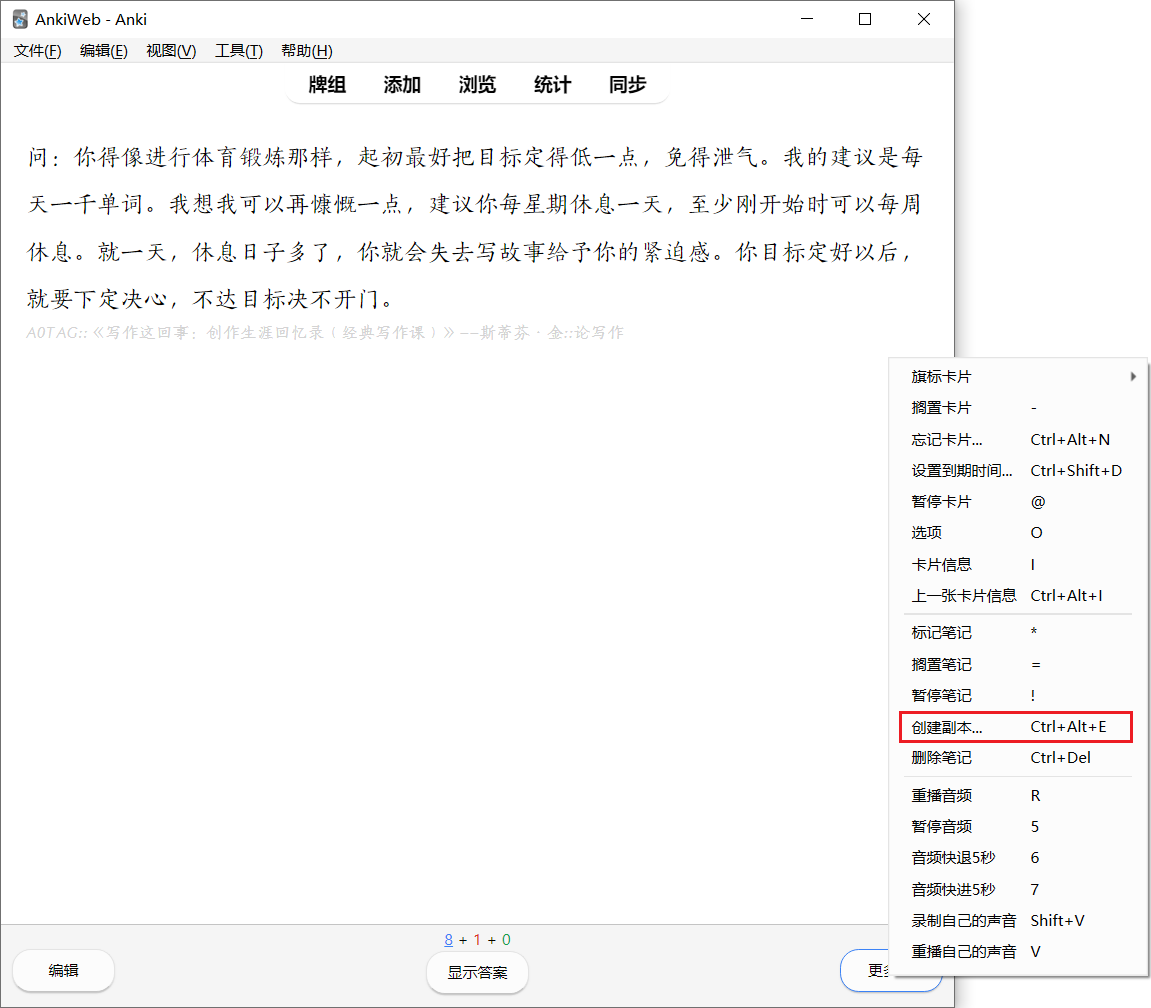 AnkiWeb - Anki
文件(F) 编辑(E) 视图(V) 工具(T) 帮助(H)
牌组 添加 浏览 统计 同步
问：你得像进行体育锻炼那样，起初最好把目标定得低一点，免得泄气。我的建议是每
天一千单词。我想我可以再慷慨一点，建议你每星期休息一天，至少刚开始时可以每周
休息。就一天，休息日子多了，你就会失去写故事给予你的紧迫感。你目标定好以后，
就要下定决心，不达目标决不开门。
A0TAG::《写作这回事：创作生涯回忆录（经典写作课）》——斯蒂芬·金::论写作
旗标卡片
搁置卡片 -
忘记卡片... Ctrl+Alt+N
设置到期时间... Ctrl+Shift+D
暂停卡片 @
选项 O
卡片信息 I
上一张卡片信息 Ctrl+Alt+I
标记笔记 *
搁置笔记 =
暂停笔记 !
创建副本... Ctrl+Alt+E
删除笔记 Ctrl+Del
重播音频 R
暂停音频 5
音频快退5秒 6
音频快进5秒 7
录制自己的声音 Shift+V
重播自己的声音 V
8 + 1 + 0
编辑 显示答案 更多